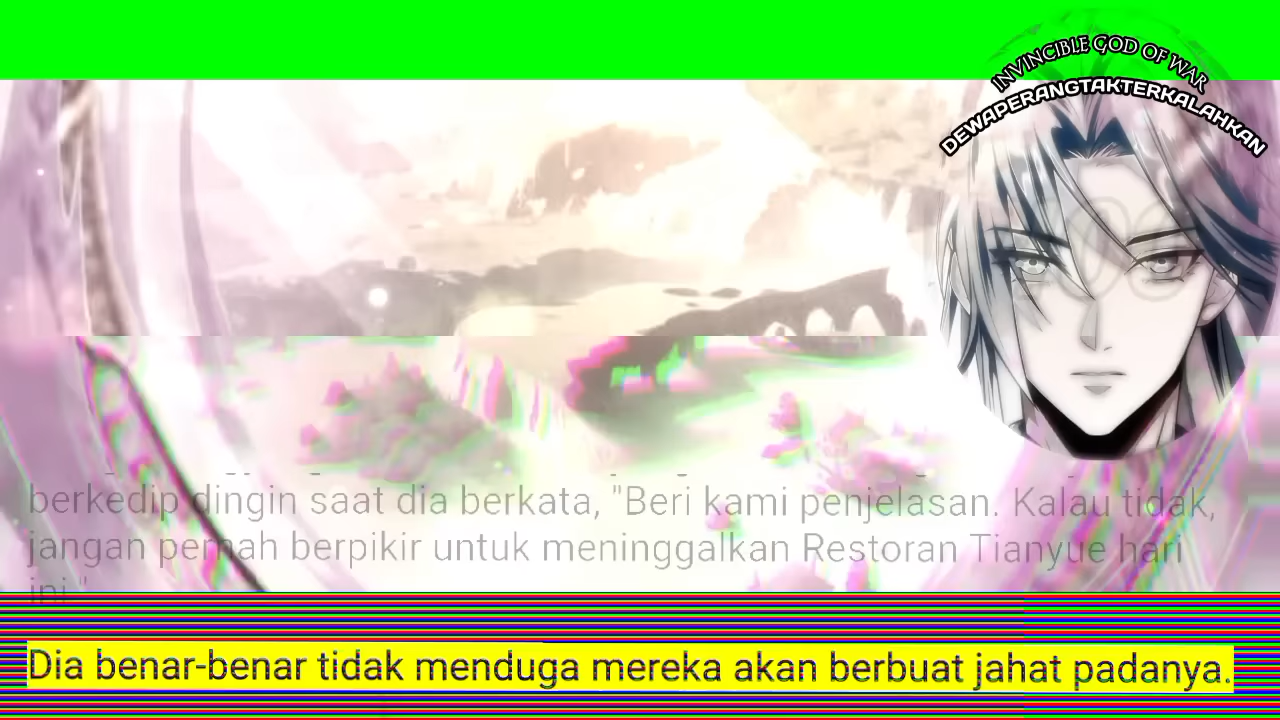 INVINCIBLE GOD OF WAR
DEWAPERANGTAKTERKALAHKAN
berkedip dingin saat dia berkata, "Beri kami penjelasan. Kalau tidak,
jangan pernah berpikir untuk meninggalkan Restoran Tianyue hari
ini."
Dia benar-benar tidak menduga mereka akan berbuat jahat padanya.